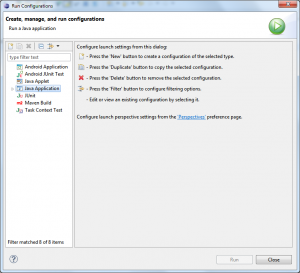 Run Configurations
Create, manage, and run configurations
Run a Java application
type filter text
Android Application
Android JUnit Test
Java Applet
Java Application
JUnit
Maven Build
Task Context Test
Filter matched 8 of 8 items
Configure launch settings from this dialog:
- Press the 'New' button to create a configuration of the selected type.
- Press the 'Duplicate' button to copy the selected configuration.
- Press the 'Delete' button to remove the selected configuration.
- Press the 'Filter' button to configure filtering options.
- Edit or view an existing configuration by selecting it.
Configure launch perspective settings from the 'Perspectives' preference page.
Run
Close